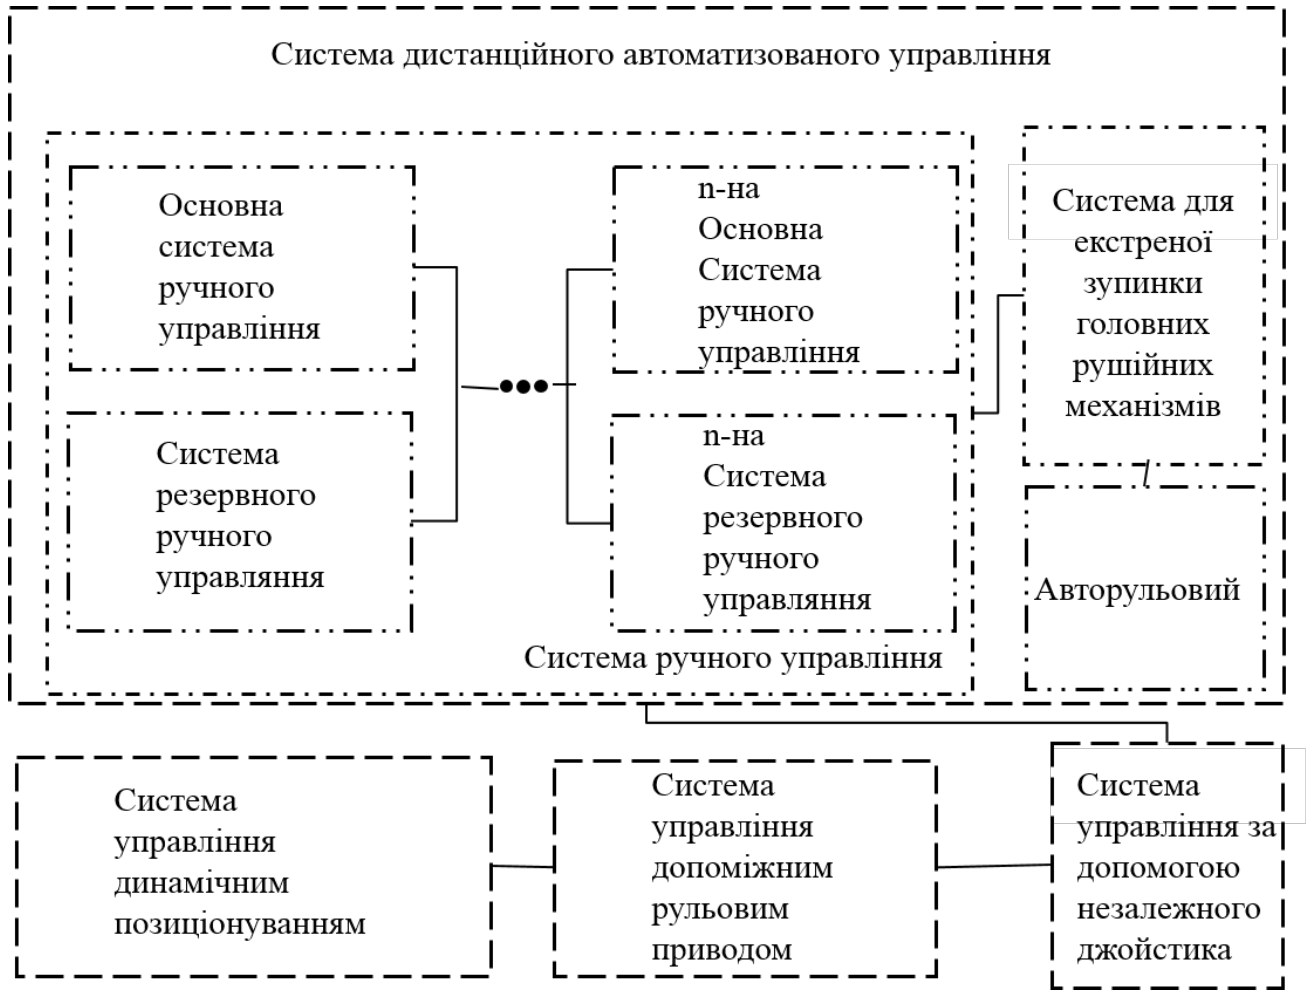 Система дистанційного автоматизованого управління
Основна
система
ручного
управління
n-на
Основна
Система
ручного
управління
Система для
екстреної
зупинки
головних
рушійних
механізмів
Система
резервного
ручного
управляння
n-на
Система
резервного
ручного
управляння
Авторульовий
Система ручного управління
Система
управління
динамічним
позиціонуванням
Система
управління
допоміжним
рульовим
приводом
Система
управління за
допомогою
незалежного
джойстика